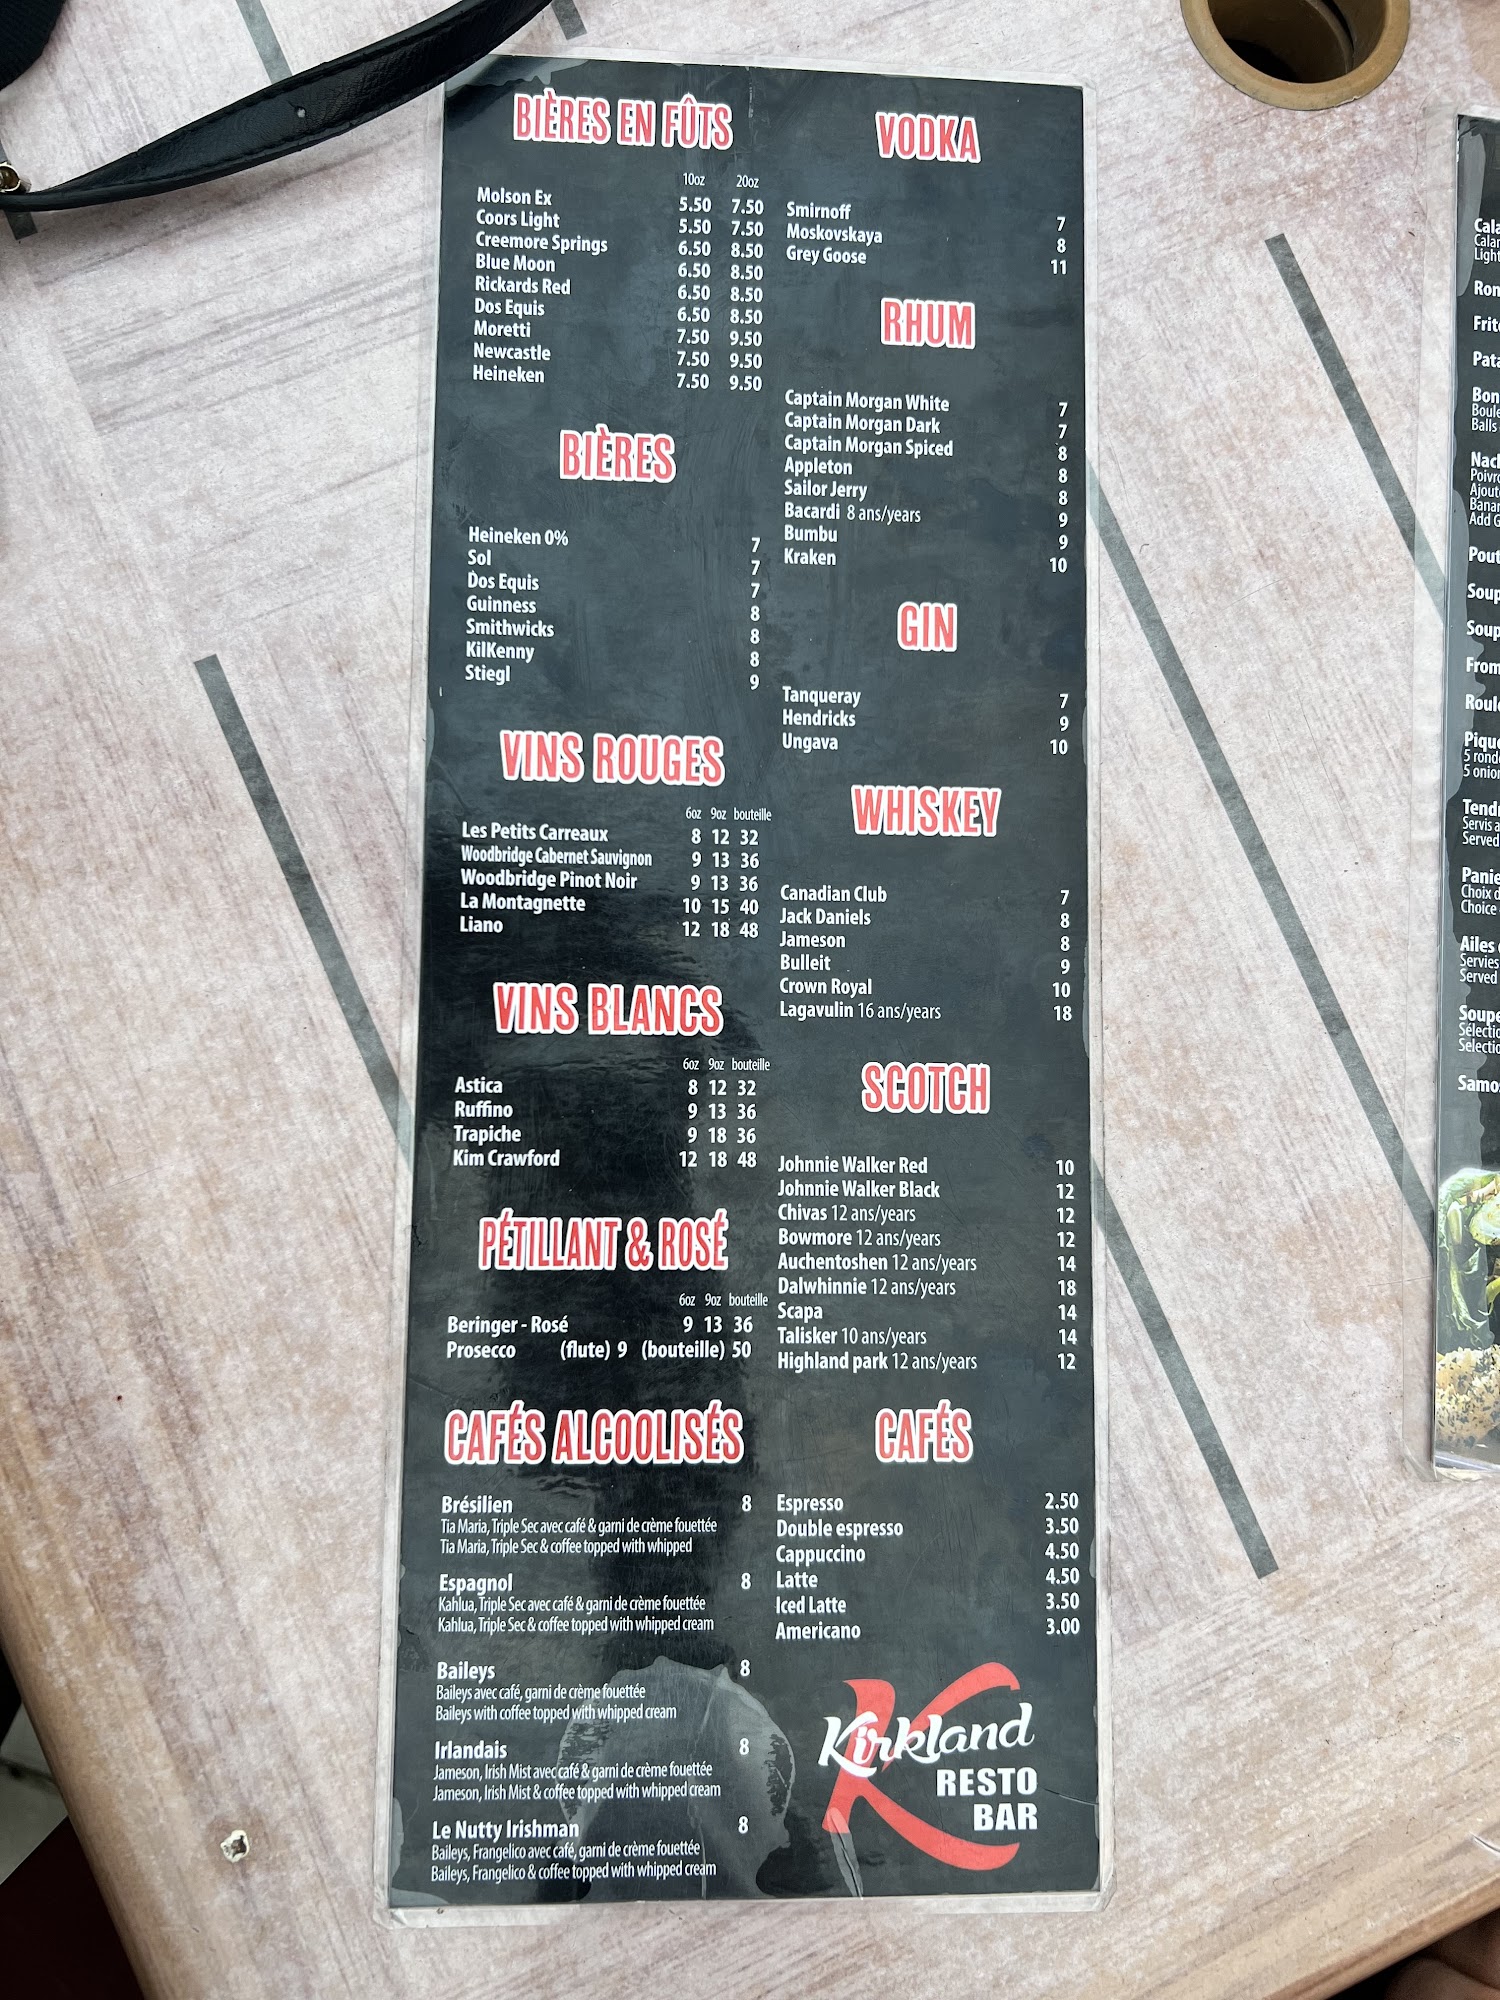 BIÈRES EN FÛTS
10oz 20oz
Molson Ex 5.50 7.50
Coors Light 5.50 7.50
Creemore Springs 6.50 8.50
Blue Moon 6.50 8.50
Rickards Red 6.50 8.50
Dos Equis 6.50 8.50
Moretti 7.50 9.50
Newcastle 7.50 9.50
Heineken 7.50 9.50
BIÈRES
Heineken 0% 7
Sol 7
Dos Equis 7
Guinness 8
Smithwicks 8
KilKenny 8
Stiegl 9
VINS ROUGES
6oz 9oz bouteille
Les Petits Carreaux 8 12 32
Woodbridge Cabernet Sauvignon 9 13 36
Woodbridge Pinot Noir 9 13 36
La Montagnette 10 15 40
Liano 12 18 48
VINS BLANCS
6oz 9oz bouteille
Astica 8 12 32
Ruffino 9 13 36
Trapiche 9 18 36
Kim Crawford 12 18 48
PÉTILLANT & ROSÉ
6oz 9oz bouteille
Beringer - Rosé 9 13 36
Prosecco (flute) 9 (bouteille) 50
CAFÉS ALCOOLISÉS
Brésilien 8
Tia Maria, Triple Sec avec café & garni de crème fouettée
Tia Maria, Triple Sec & coffee topped with whipped
Espagnol 8
Kahlua, Triple Sec avec café & garni de crème fouettée
Kahlua, Triple Sec & coffee topped with whipped cream
Baileys 8
Baileys avec café, garni de crème fouettée
Baileys with coffee topped with whipped cream
Irlandais 8
Jameson, Irish Mist avec café & garni de crème fouettée
Jameson, Irish Mist & coffee topped with whipped cream
Le Nutty Irishman 8
Baileys, Frangelico avec café, garni de crème fouettée
Baileys, Frangelico & coffee topped with whipped cream
VODKA
Smirnoff 7
Moskovskaya 8
Grey Goose 11
RHUM
Captain Morgan White 7
Captain Morgan Dark 7
Captain Morgan Spiced 8
Appleton 8
Sailor Jerry 8
Bacardi 8 ans/years 9
Bumbu 9
Kraken 10
GIN
Tanqueray 7
Hendricks 9
Ungava 10
WHISKEY
Canadian Club 7
Jack Daniels 8
Jameson 8
Bulleit 9
Crown Royal 10
Lagavulin 16 ans/years 18
SCOTCH
Johnnie Walker Red 10
Johnnie Walker Black 12
Chivas 12 ans/years 12
Bowmore 12 ans/years 12
Auchentoshen 12 ans/years 14
Dalwhinnie 12 ans/years 18
Scapa 14
Talisker 10 ans/years 14
Highland park 12 ans/years 12
CAFÉS
Espresso 2.50
Double espresso 3.50
Cappuccino 4.50
Latte 4.50
Iced Latte 3.50
Americano 3.00
K
Kirkland
RESTO
BAR
Light
Balls
Add G
5 rond
Servis a
Served
Choix d
Choice
Ailes
Servies
Served